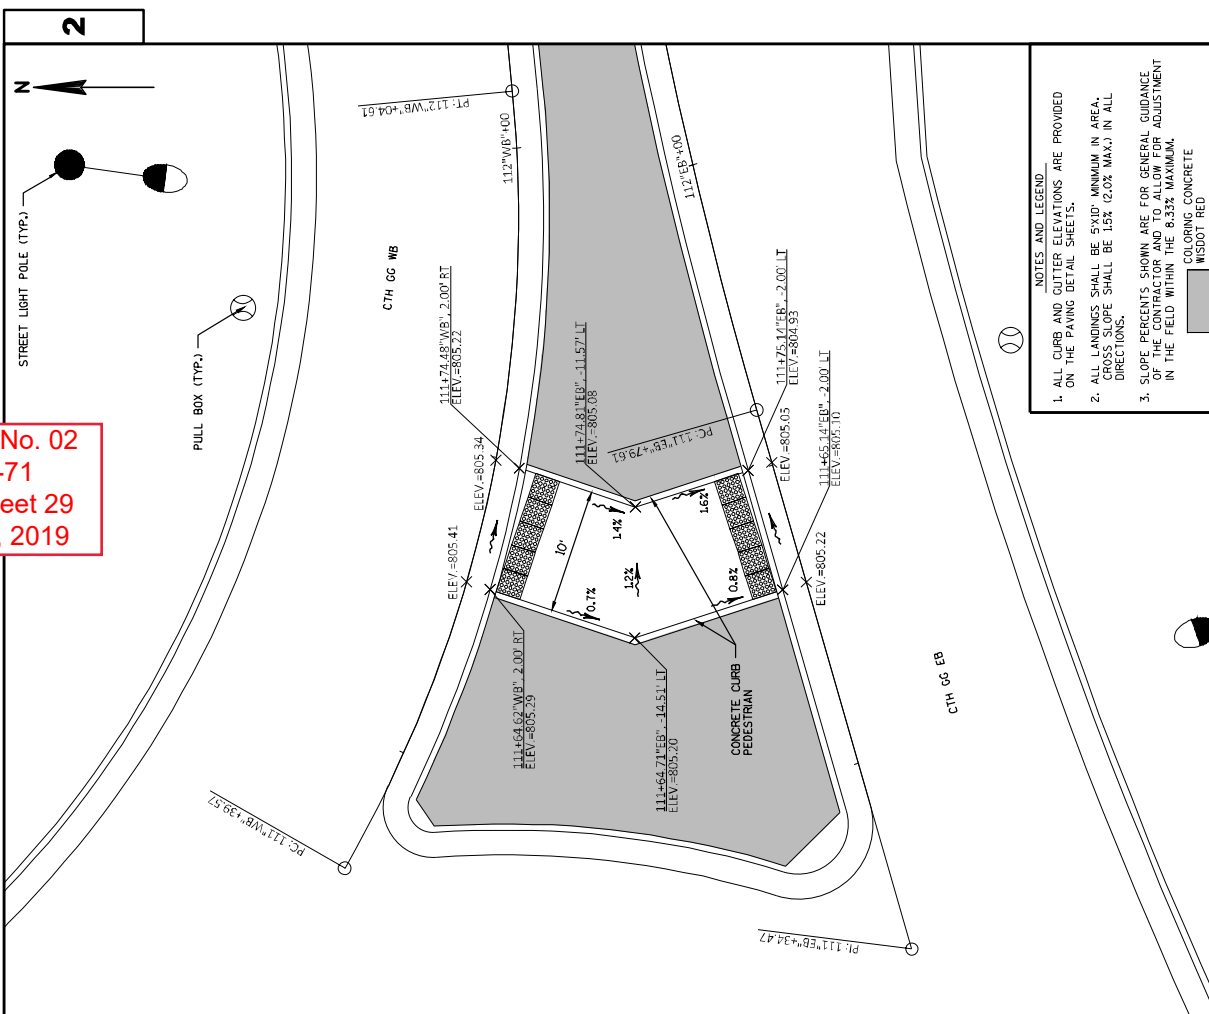 2
N
STREET LIGHT POLE (TYP.)
PULL BOX (TYP.)
No. 02
-71
eet 29
, 2019
PT: 112"WB"+04.61
112"WB"+00
112"EB"+00
CTH GG WB
111+74.48"WB", 2.00' RT
ELEV.=805.22
111+74.81"EB", -11.57' LT
ELEV.=805.08
PC: 111"EB"+79.61
111+75.14"EB", -2.00' LT
ELEV.=804.93
ELEV.=805.34
ELEV.=805.05
ELEV.=805.41
111+65.14"EB", -2.00' LT
ELEV.=805.10
ELEV.=805.22
10'
1.4%
1.6%
1.2%
0.7%
0.8%
111+64.62"WB", 2.00' RT
ELEV.=805.29
111+64.71"EB", -14.51' LT
ELEV.=805.20
CONCRETE CURB
PEDESTRIAN
CTH GG EB
PC: 111"WB"+39.57
PI: 111"EB"+34.47
NOTES AND LEGEND
1. ALL CURB AND GUTTER ELEVATIONS ARE PROVIDED
ON THE PAVING DETAIL SHEETS.
2. ALL LANDINGS SHALL BE 5'X10' MINIMUM IN AREA.
CROSS SLOPE SHALL BE 1.5% (2.0% MAX.) IN ALL
DIRECTIONS.
3. SLOPE PERCENTS SHOWN ARE FOR GENERAL GUIDANCE
OF THE CONTRACTOR AND TO ALLOW FOR ADJUSTMENT
IN THE FIELD WITHIN THE 8.33% MAXIMUM.
COLORING CONCRETE
WISDOT RED